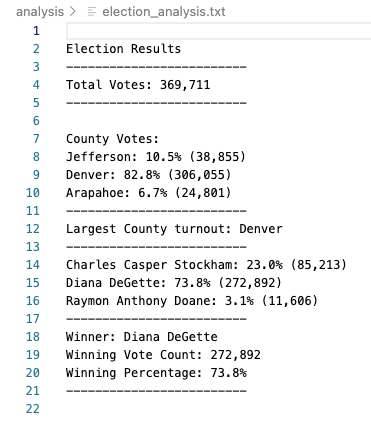 analysis > election_analysis.txt
1
2 Election Results
3 -------------------------
4 Total Votes: 369,711
5 -------------------------
6
7 County Votes:
8 Jefferson: 10.5% (38,855)
9 Denver: 82.8% (306,055)
10 Arapahoe: 6.7% (24,801)
11 -------------------------
12 Largest County turnout: Denver
13 -------------------------
14 Charles Casper Stockham: 23.0% (85,213)
15 Diana DeGette: 73.8% (272,892)
16 Raymon Anthony Doane: 3.1% (11,606)
17 -------------------------
18 Winner: Diana DeGette
19 Winning Vote Count: 272,892
20 Winning Percentage: 73.8%
21 -------------------------
22